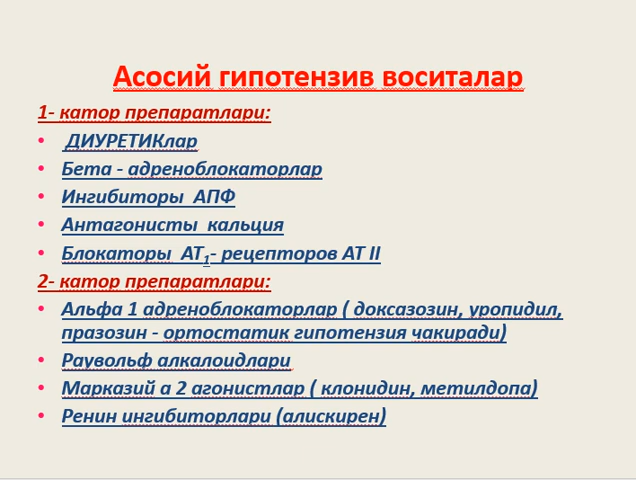 Асосий гипотензив воситалар
1- катор препаратлари:
• ДИУРЕТИКлар
• Бета - адреноблокаторлар
• Ингибиторы АПФ
• Антагонисты кальция
• Блокаторы АТ1- рецепторов АТ II
2- катор препаратлари:
• Альфа 1 адреноблокаторлар ( доксазозин, уропидил,
празозин - ортостатик гипотензия чакиради)
• Раувольф алкалоидлари
• Марказий а 2 агонистлар ( клонидин, метилдопа)
• Ренин ингибиторлари (алискирен)